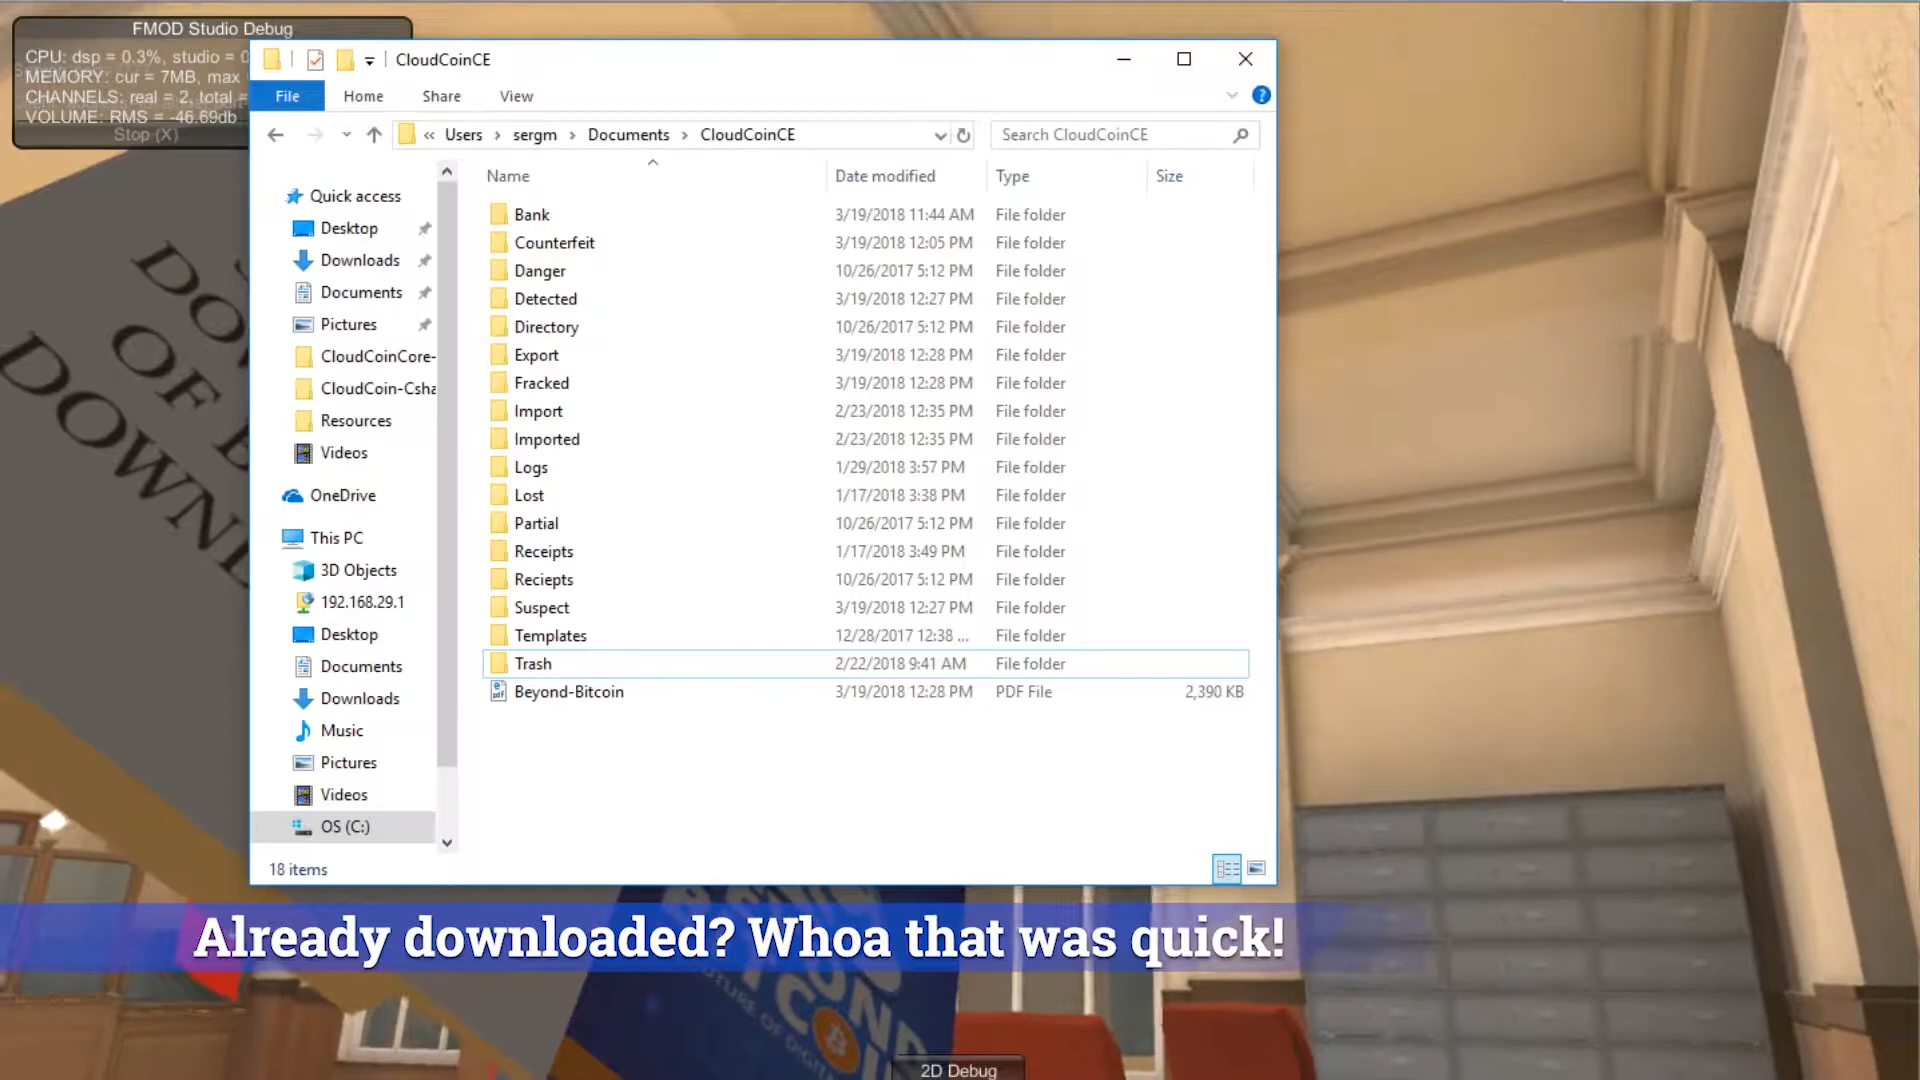 FMOD Studio Debug
CPU: dsp = 0.3%, studio = 0
MEMORY: cur = 7MB, max
CHANNELS: real = 2, total =
VOLUME: RMS = -46.69db
Stop (X)
CloudCoinCE
File Home Share View
« Users › sergm › Documents › CloudCoinCE
Search CloudCoinCE
Name Date modified Type Size
Quick access
Desktop
Downloads
Documents
Pictures
CloudCoinCore-
CloudCoin-Csha
Resources
Videos
OneDrive
This PC
3D Objects
192.168.29.1
Desktop
Documents
Downloads
Music
Pictures
Videos
OS (C:)
Bank 3/19/2018 11:44 AM File folder
Counterfeit 3/19/2018 12:05 PM File folder
Danger 10/26/2017 5:12 PM File folder
Detected 3/19/2018 12:27 PM File folder
Directory 10/26/2017 5:12 PM File folder
Export 3/19/2018 12:28 PM File folder
Fracked 3/19/2018 12:28 PM File folder
Import 2/23/2018 12:35 PM File folder
Imported 2/23/2018 12:35 PM File folder
Logs 1/29/2018 3:57 PM File folder
Lost 1/17/2018 3:38 PM File folder
Partial 10/26/2017 5:12 PM File folder
Receipts 1/17/2018 3:49 PM File folder
Reciepts 10/26/2017 5:12 PM File folder
Suspect 3/19/2018 12:27 PM File folder
Templates 12/28/2017 12:38 ... File folder
Trash 2/22/2018 9:41 AM File folder
Beyond-Bitcoin 3/19/2018 12:28 PM PDF File 2,390 KB
18 items
OF
Already downloaded? Whoa that was quick!
2D Debug